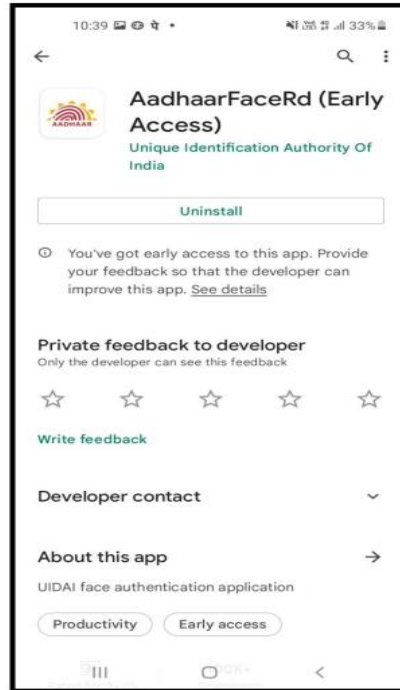 10:39
33%
AADHAAR
AadhaarFaceRd (Early
Access)
Unique Identification Authority Of
India
Uninstall
You've got early access to this app. Provide
your feedback so that the developer can
improve this app. See details
Private feedback to developer
Only the developer can see this feedback
Write feedback
Developer contact
About this app
UIDAI face authentication application
Productivity
Early access